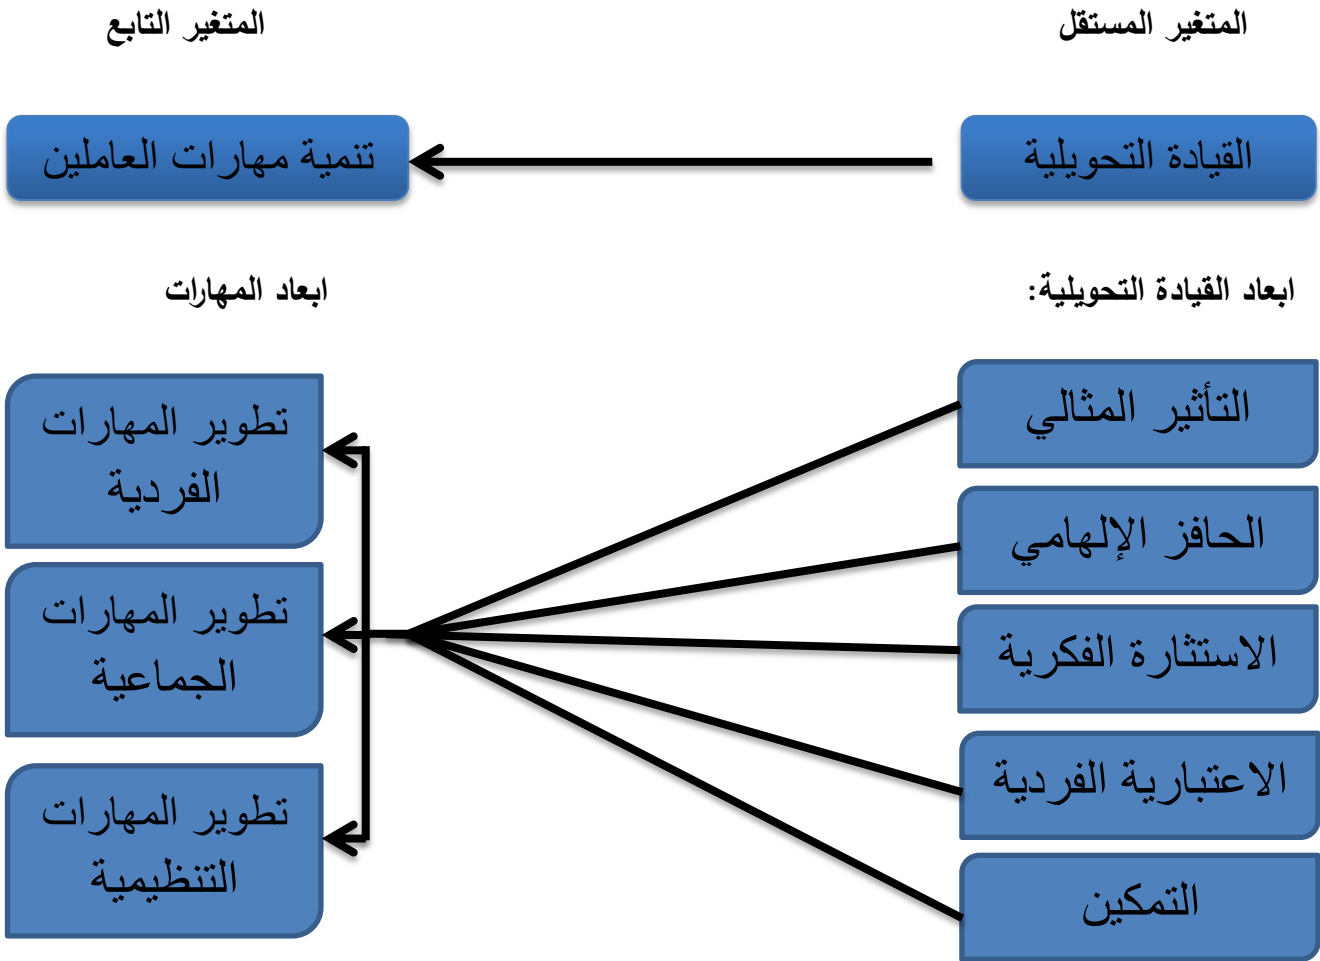 المتغير المستقل
المتغير التابع
القيادة التحويلية
تنمية مهارات العاملين
ابعاد القيادة التحويلية:
ابعاد المهارات
التأثير المثالي
الحافز الإلهامي
الاستثارة الفكرية
الاعتبارية الفردية
التمكين
تطوير المهارات
الفردية
تطوير المهارات
الجماعية
تطوير المهارات
التنظيمية